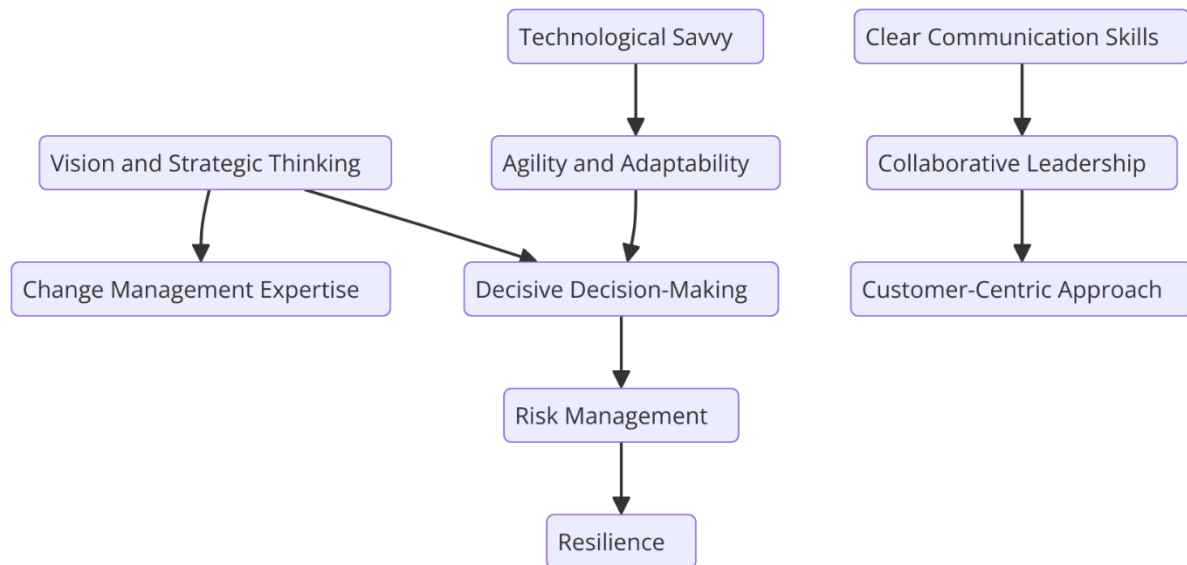 Technological Savvy
Clear Communication Skills
Vision and Strategic Thinking
Agility and Adaptability
Collaborative Leadership
Change Management Expertise
Decisive Decision-Making
Customer-Centric Approach
Risk Management
Resilience